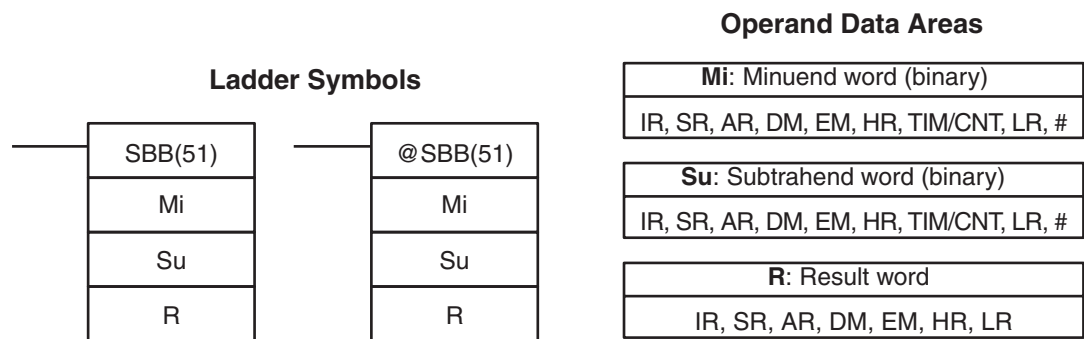 Ladder Symbols
SBB(51)
Mi
Su
R
@SBB(51)
Mi
Su
R
Operand Data Areas
Mi: Minuend word (binary)
IR, SR, AR, DM, EM, HR, TIM/CNT, LR, #
Su: Subtrahend word (binary)
IR, SR, AR, DM, EM, HR, TIM/CNT, LR, #
R: Result word
IR, SR, AR, DM, EM, HR, LR